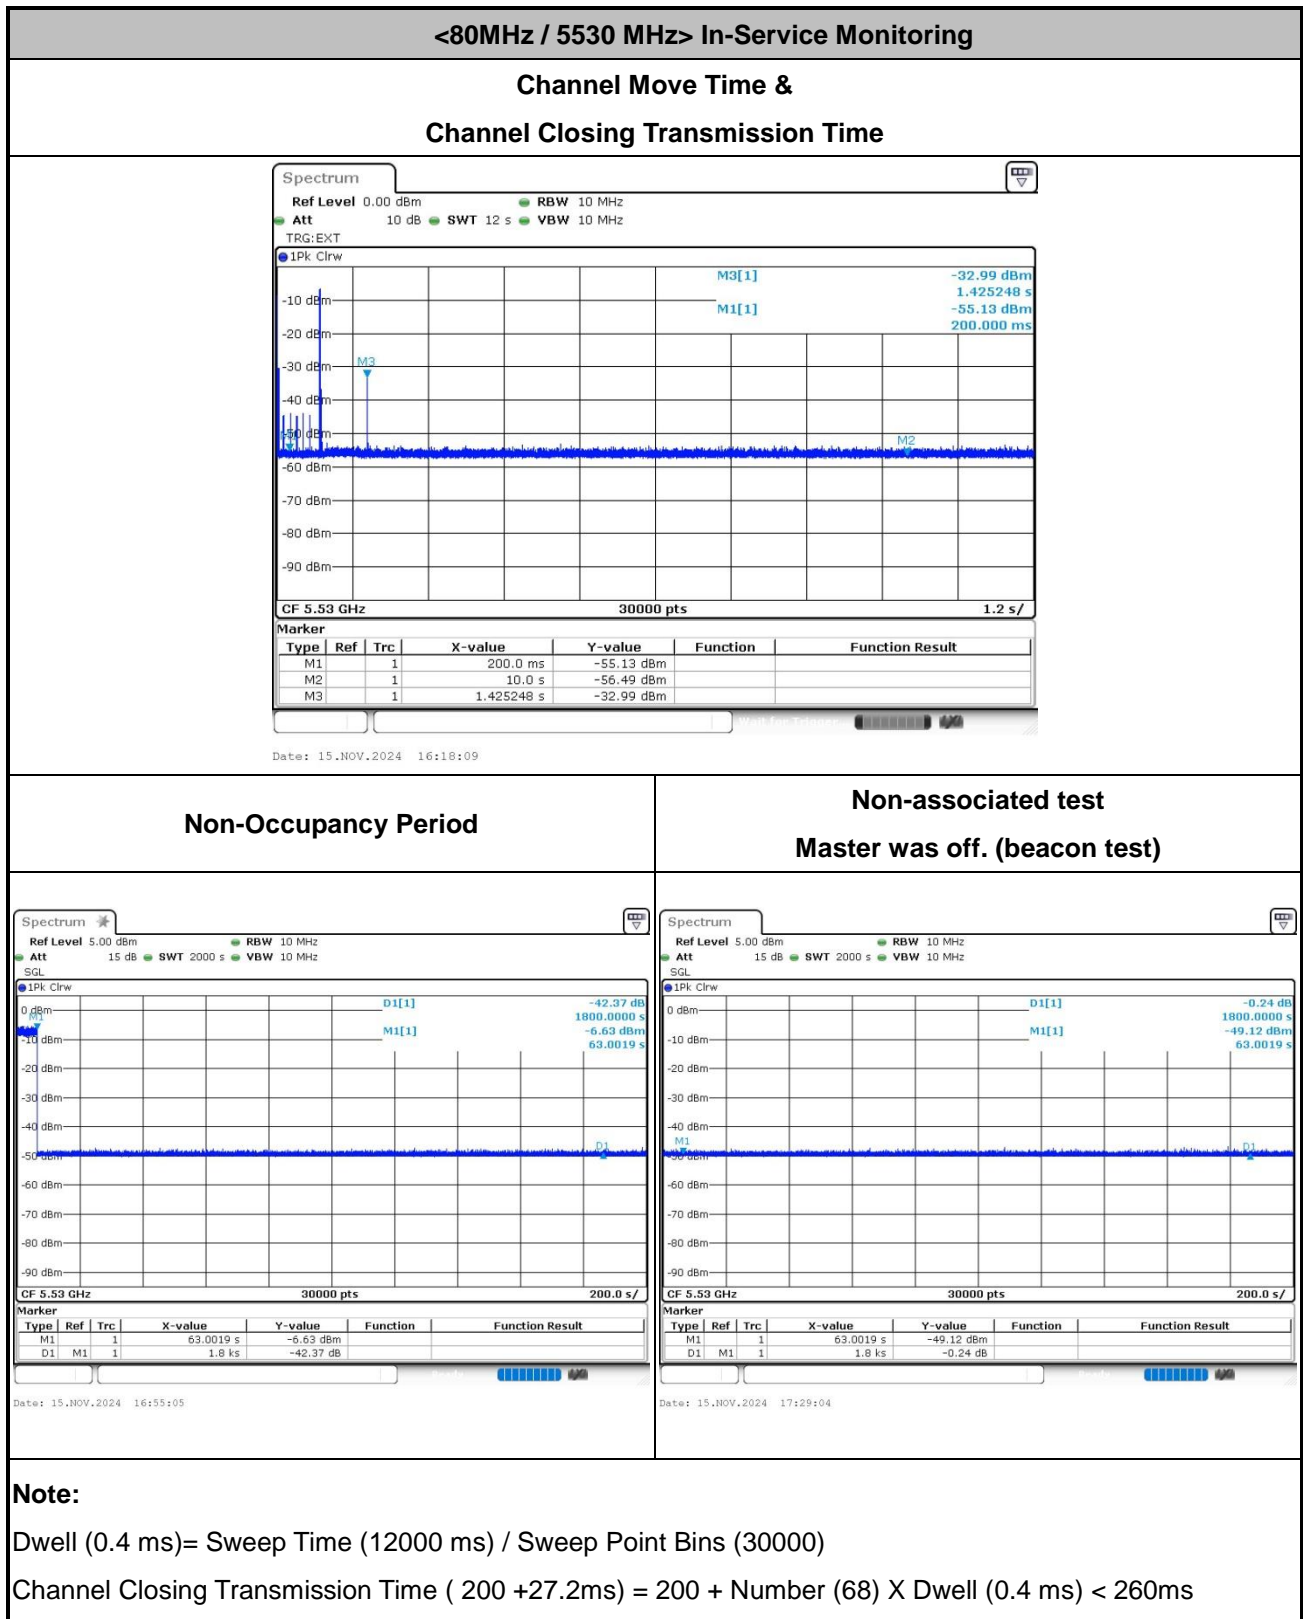 <80MHz / 5530 MHz> In-Service Monitoring
Channel Move Time &
Channel Closing Transmission Time
Spectrum
Ref Level 0.00 dBm RBW 10 MHz
Att 10 dB SWT 12 s VBW 10 MHz
TRG:EXT
1Pk Clrw
M3[1] -32.99 dBm
1.425248 s
-10 dBm
M1[1] -55.13 dBm
200.000 ms
-20 dBm
-30 dBm
M3
-40 dBm
-50 dBm
M2
-60 dBm
-70 dBm
-80 dBm
-90 dBm
CF 5.53 GHz 30000 pts 1.2 s/
Marker
Type Ref Trc X-value Y-value Function Function Result
M1 1 200.0 ms -55.13 dBm
M2 1 10.0 s -56.49 dBm
M3 1 1.425248 s -32.99 dBm
Wait for Trigger
Date: 15.NOV.2024 16:18:09
Non-Occupancy Period
Non-associated test
Master was off. (beacon test)
Spectrum
Ref Level 5.00 dBm RBW 10 MHz
Att 15 dB SWT 2000 s VBW 10 MHz
SGL
1Pk Clrw
D1[1] -42.37 dB
1800.0000 s
0 dBm
M1
M1[1] -6.63 dBm
63.0019 s
-10 dBm
-20 dBm
-30 dBm
-40 dBm
D1
-50 dBm
-60 dBm
-70 dBm
-80 dBm
-90 dBm
CF 5.53 GHz 30000 pts 200.0 s/
Marker
Type Ref Trc X-value Y-value Function Function Result
M1 1 63.0019 s -6.63 dBm
D1 M1 1 1.8 ks -42.37 dB
Date: 15.NOV.2024 16:55:05
Spectrum
Ref Level 5.00 dBm RBW 10 MHz
Att 15 dB SWT 2000 s VBW 10 MHz
SGL
1Pk Clrw
D1[1] -0.24 dB
1800.0000 s
0 dBm
M1[1] -49.12 dBm
63.0019 s
-10 dBm
-20 dBm
-30 dBm
-40 dBm
M1
D1
-50 dBm
-60 dBm
-70 dBm
-80 dBm
-90 dBm
CF 5.53 GHz 30000 pts 200.0 s/
Marker
Type Ref Trc X-value Y-value Function Function Result
M1 1 63.0019 s -49.12 dBm
D1 M1 1 1.8 ks -0.24 dB
Date: 15.NOV.2024 17:29:04
Note:
Dwell (0.4 ms)= Sweep Time (12000 ms) / Sweep Point Bins (30000)
Channel Closing Transmission Time ( 200 +27.2ms) = 200 + Number (68) X Dwell (0.4 ms) < 260ms